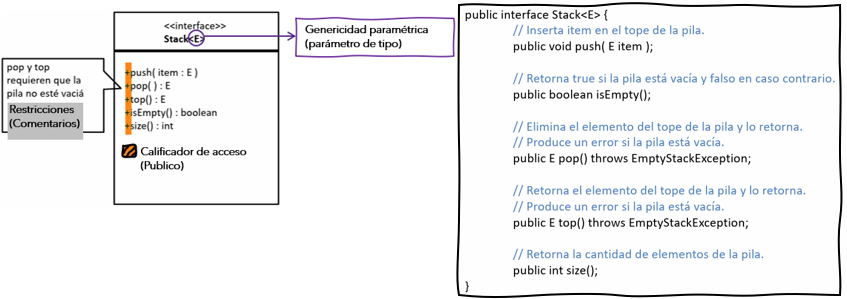 <<interface>>
Stack<E>
Genericidad paramétrica
(parámetro de tipo)
pop y top
requieren que la
pila no esté vaciá
Restricciones
(Comentarios)
+push( item : E )
+pop( ) : E
+top() : E
+isEmpty() : boolean
+size() : int
Calificador de acceso
(Publico)
public interface Stack<E> {
// Inserta item en el tope de la pila.
public void push( E item );
// Retorna true si la pila está vacía y falso en caso contrario.
public boolean isEmpty();
// Elimina el elemento del tope de la pila y lo retorna.
// Produce un error si la pila está vacía.
public E pop() throws EmptyStackException;
// Retorna el elemento del tope de la pila y lo retorna.
// Produce un error si la pila está vacía.
public E top() throws EmptyStackException;
// Retorna la cantidad de elementos de la pila.
public int size();
}